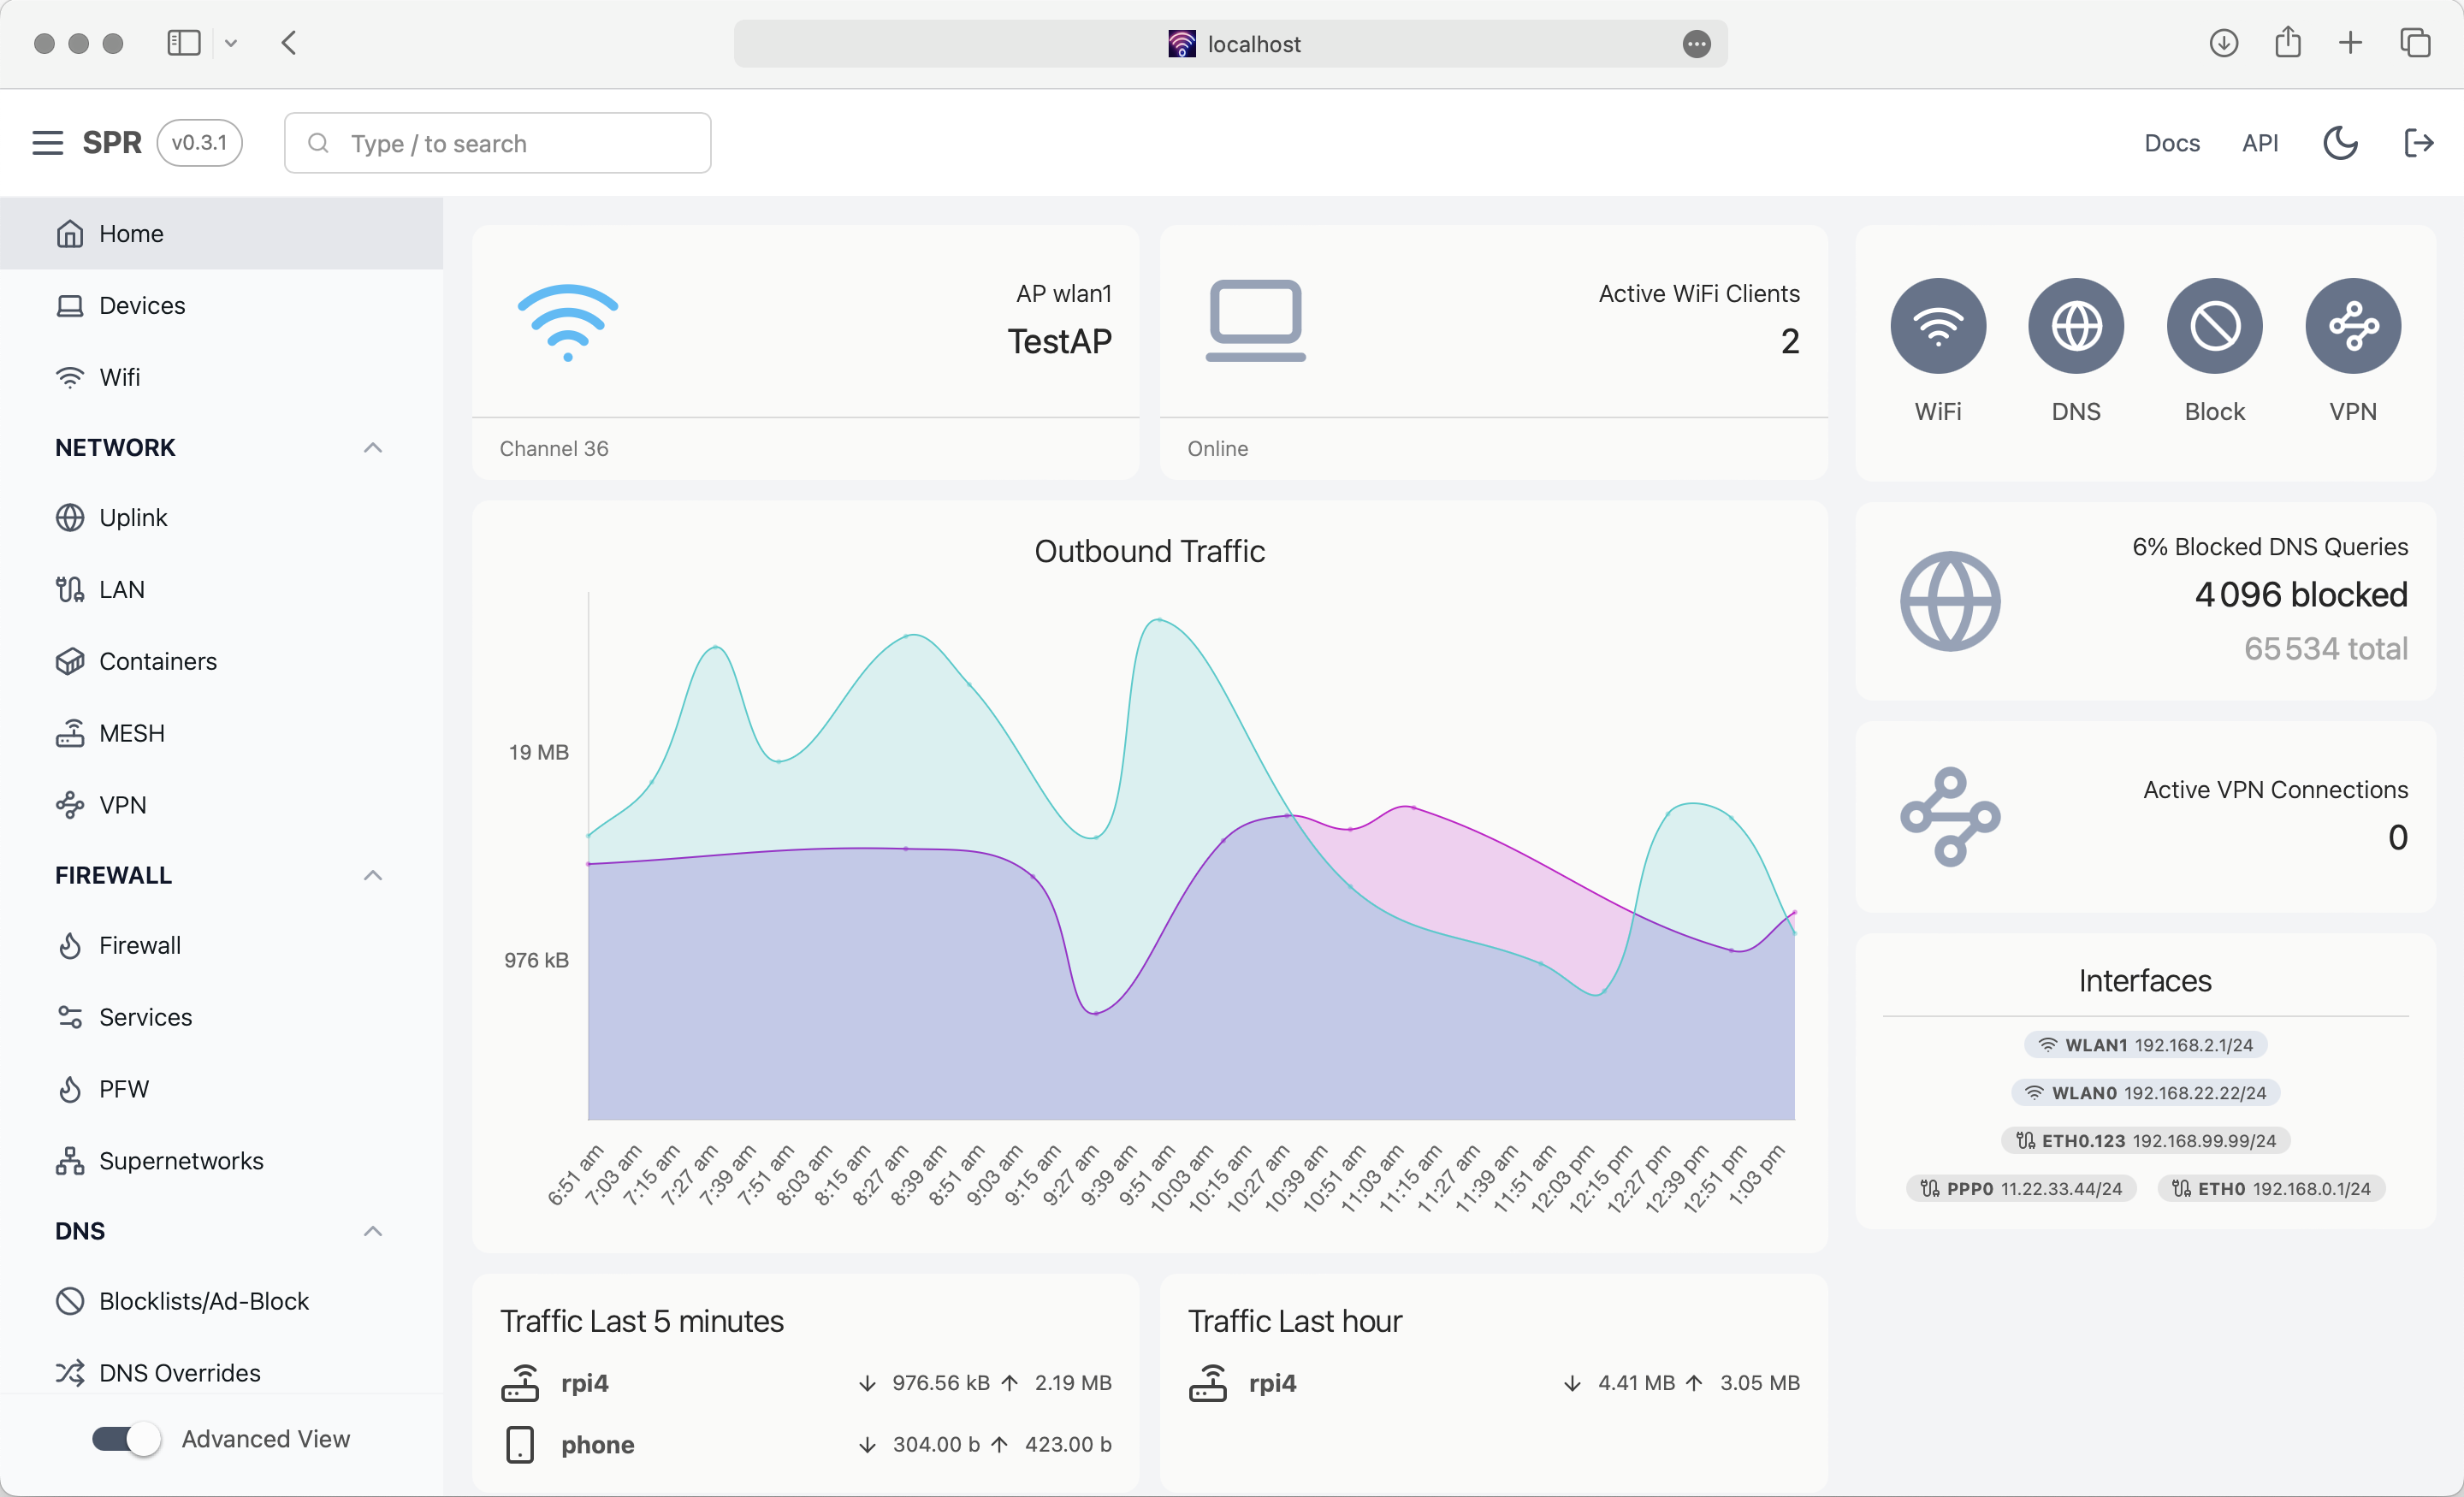 localhost
SPR v0.3.1
Type / to search
Docs API
Home
Devices
Wifi
NETWORK
Uplink
LAN
Containers
MESH
VPN
FIREWALL
Firewall
Services
PFW
Supernetworks
DNS
Blocklists/Ad-Block
DNS Overrides
Advanced View
AP wlan1
TestAP
Channel 36
Active WiFi Clients
2
Online
WiFi DNS Block VPN
Outbound Traffic
19 MB
976 kB
6:51 am 7:03 am 7:15 am 7:27 am 7:39 am 7:51 am 8:03 am 8:15 am 8:27 am 8:39 am 8:51 am 9:03 am 9:15 am 9:27 am 9:39 am 9:51 am 10:03 am 10:15 am 10:27 am 10:39 am 10:51 am 11:03 am 11:15 am 11:27 am 11:39 am 11:51 am 12:03 pm 12:15 pm 12:27 pm 12:39 pm 12:51 pm 1:03 pm
6% Blocked DNS Queries
4 096 blocked
65 534 total
Active VPN Connections
0
Interfaces
WLAN1 192.168.2.1/24
WLAN0 192.168.22.22/24
ETH0.123 192.168.99.99/24
PPP0 11.22.33.44/24 ETH0 192.168.0.1/24
Traffic Last 5 minutes
rpi4 ↓ 976.56 kB ↑ 2.19 MB
phone ↓ 304.00 b ↑ 423.00 b
Traffic Last hour
rpi4 ↓ 4.41 MB ↑ 3.05 MB